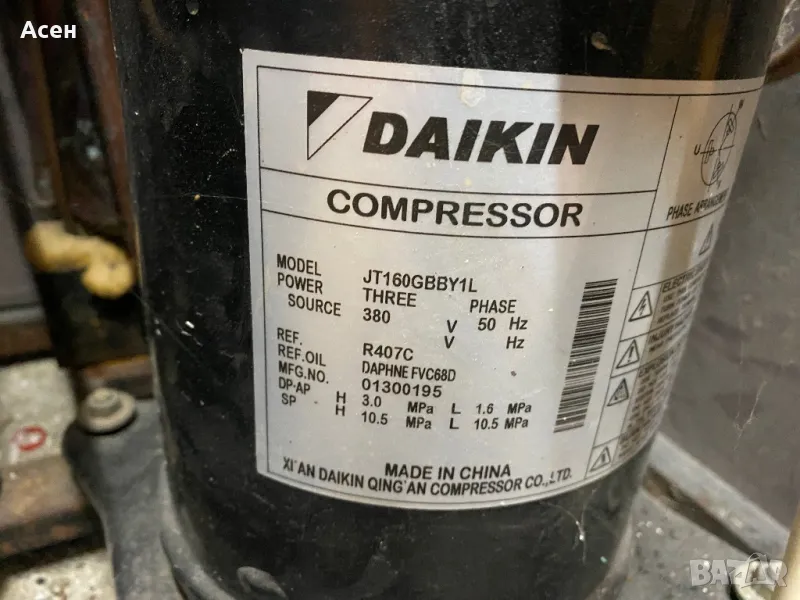 Асен
DAIKIN
COMPRESSOR
MODEL JT160GBBY1L
POWER THREE PHASE
SOURCE 380 V 50 Hz
V Hz
REF. R407C
REF.OIL DAPHNE FVC68D
MFG.NO. 01300195
DP-AP H 3.0 MPa L 1.6 MPa
SP H 10.5 MPa L 10.5 MPa
MADE IN CHINA
XI'AN DAIKIN QING'AN COMPRESSOR CO.,LTD.
U
PHASE
BAZAR